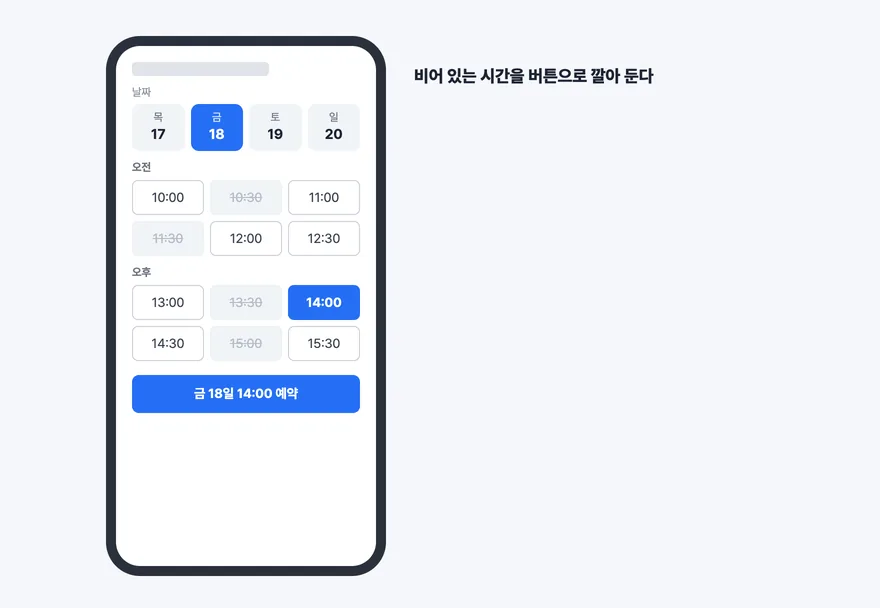 비어 있는 시간을 버튼으로 깔아 둔다
날짜
목 금 토 일
17 18 19 20
오전
10:00 10:30 11:00
11:30 12:00 12:30
오후
13:00 13:30 14:00
14:30 15:00 15:30
금 18일 14:00 예약